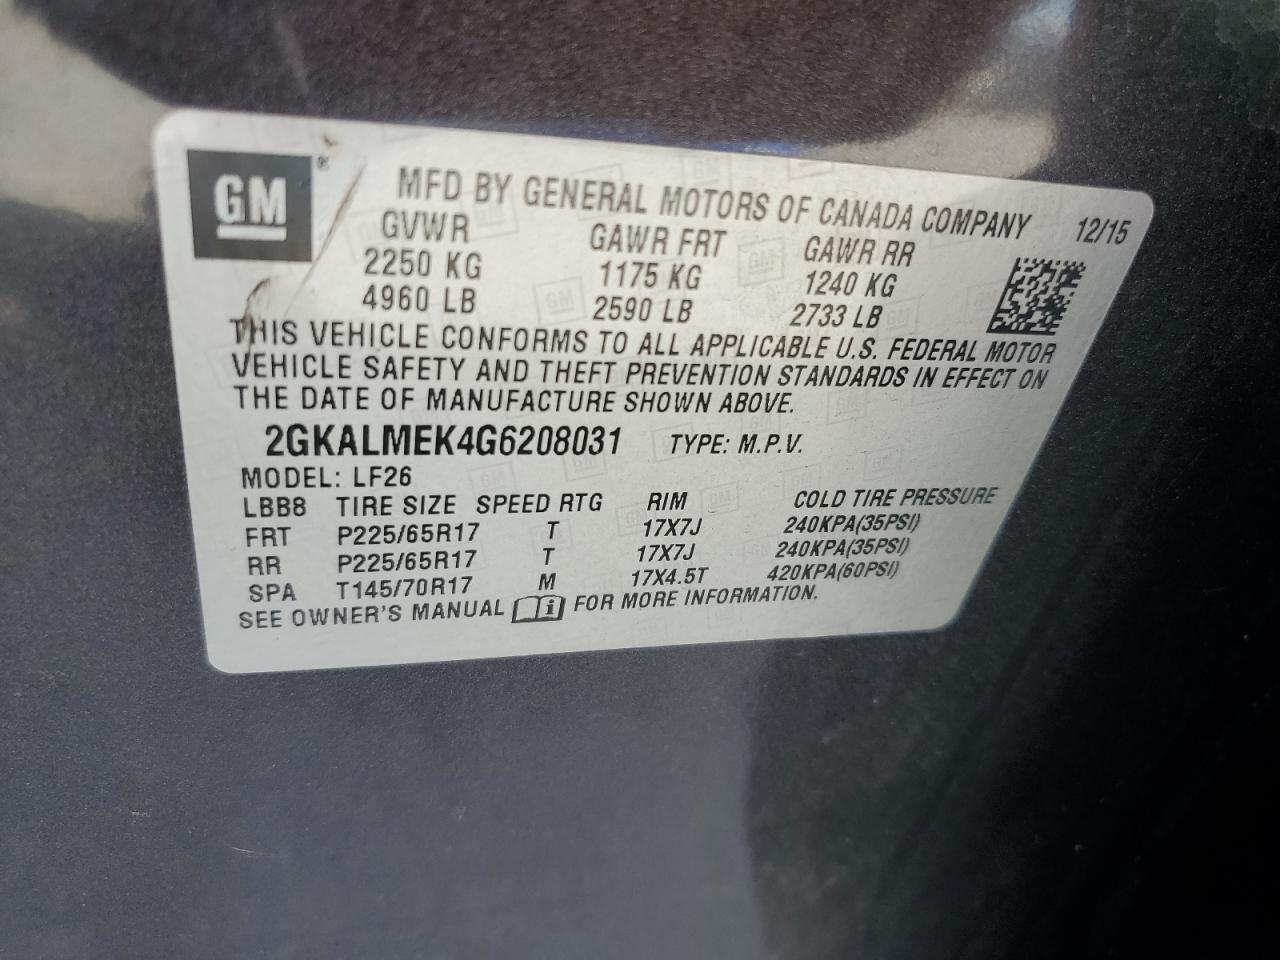 GM ® MFD BY GENERAL MOTORS OF CANADA COMPANY 12/15
GVWR GAWR FRT GAWR RR
2250 KG 1175 KG 1240 KG
4960 LB 2590 LB 2733 LB
THIS VEHICLE CONFORMS TO ALL APPLICABLE U.S. FEDERAL MOTOR
VEHICLE SAFETY AND THEFT PREVENTION STANDARDS IN EFFECT ON
THE DATE OF MANUFACTURE SHOWN ABOVE.
2GKALMEK4G6208031 TYPE: M.P.V.
MODEL: LF26
LBB8 TIRE SIZE SPEED RTG RIM COLD TIRE PRESSURE
FRT P225/65R17 T 17X7J 240KPA(35PSI)
RR P225/65R17 T 17X7J 240KPA(35PSI)
SPA T145/70R17 M 17X4.5T 420KPA(60PSI)
SEE OWNER'S MANUAL i FOR MORE INFORMATION.